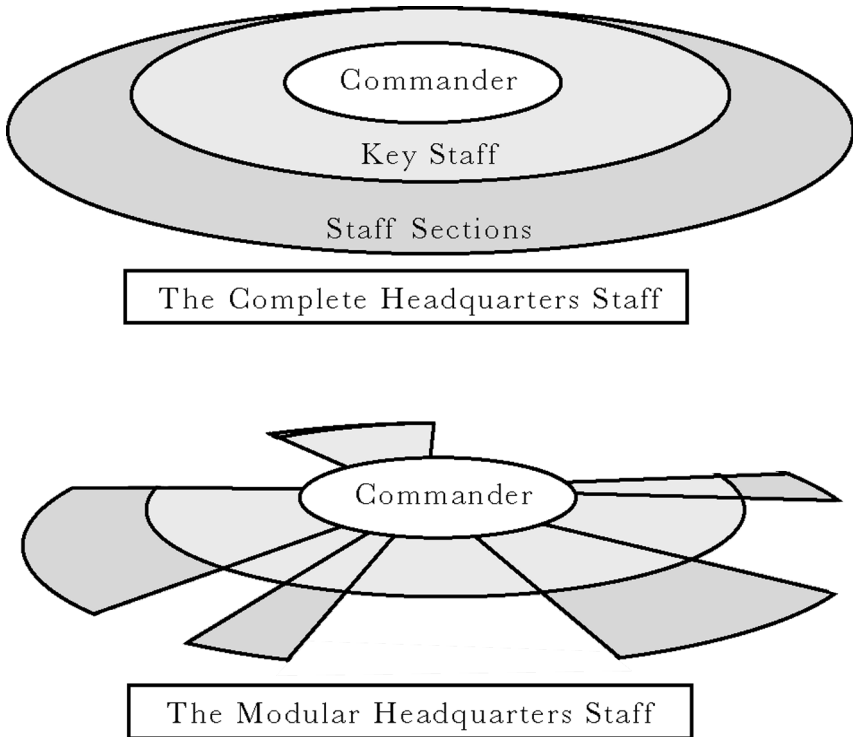 Commander
Key Staff
Staff Sections
The Complete Headquarters Staff
Commander
The Modular Headquarters Staff